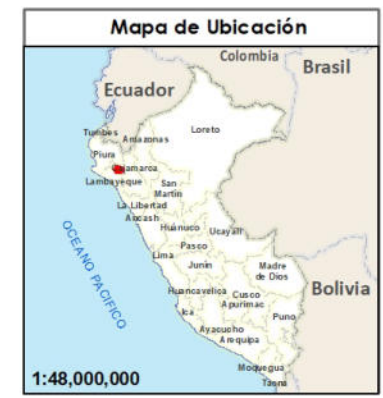 Mapa de Ubicación
Colombia
Brasil
Ecuador
Tumbes
Amazonas
Loreto
Piura
Cajamarca
Lambayeque
San
Martin
La Libertad
Ancash
Huánuco
Ucayali
OCEANO PACIFICO
Pasco
Lima
Junin
Madre
de Dios
Huancavelica
Cusco
Bolivia
Apurimac
Ica
Puno
Ayacucho
Arequipa
Moquegua
Tacna
1:48,000,000